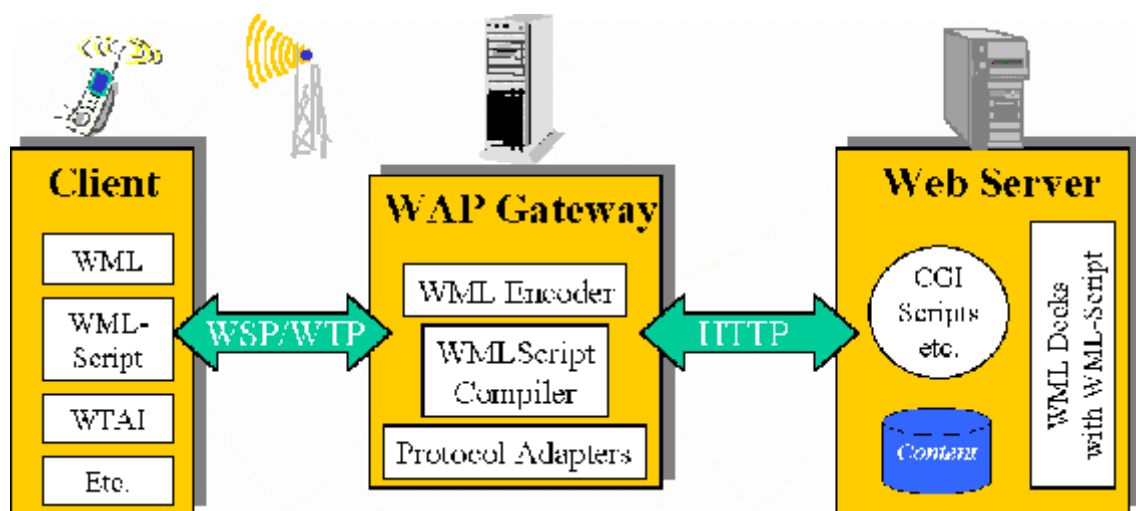 Client
WML
WML-
Script
WTAI
Etc.
WSP/WTP
WAP Gateway
WML Encoder
WMLScript
Compiler
Protocol Adapters
HTTP
Web Server
CGI
Scripts
etc.
Content
WML Decks
with WML-Script